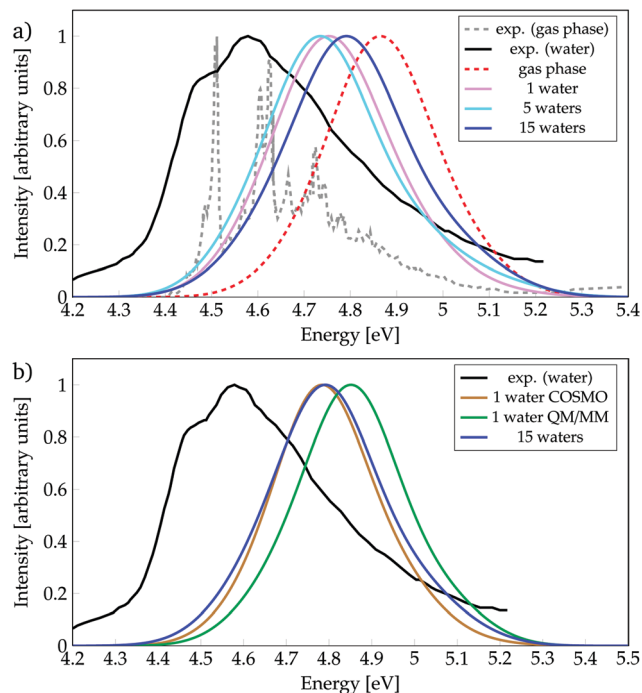 a)
exp. (gas phase)
exp. (water)
gas phase
1 water
5 waters
15 waters
Intensity [arbitrary units]
1
0.8
0.6
0.4
0.2
0
4.2 4.3 4.4 4.5 4.6 4.7 4.8 4.9 5 5.1 5.2 5.3 5.4
Energy [eV]
b)
exp. (water)
1 water COSMO
1 water QM/MM
15 waters
Intensity [arbitrary units]
1
0.8
0.6
0.4
0.2
0
4.2 4.3 4.4 4.5 4.6 4.7 4.8 4.9 5 5.1 5.2 5.3 5.4 5.5
Energy [eV]